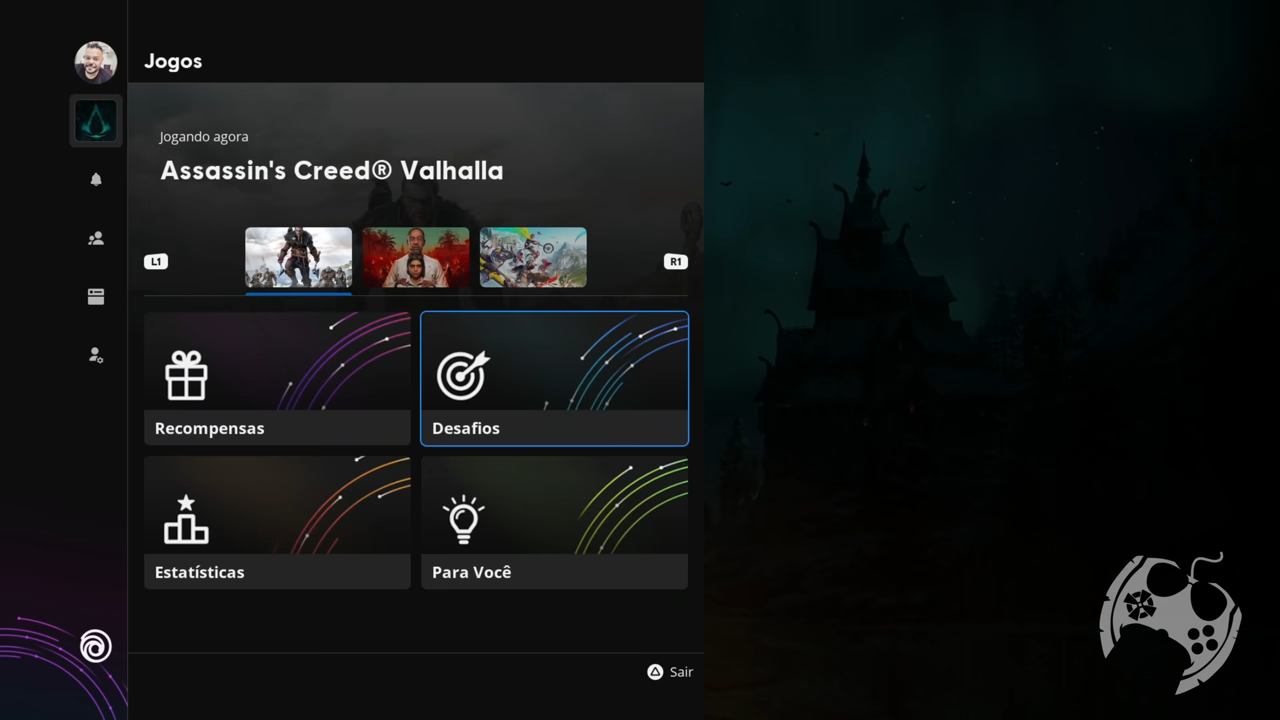 Jogos
Jogando agora
Assassin's Creed® Valhalla
L1
R1
Recompensas
Desafios
Estatísticas
Para Você
Sair